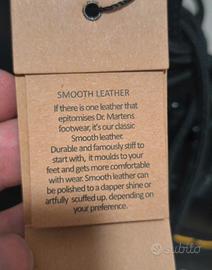 SMOOTH LEATHER
If there is one leather that
epitomises Dr. Martens
footwear, it's our classic
Smooth leather.
Durable and famously stiff to
start with, it moulds to your
feet and gets more comfortable
with wear. Smooth leather can
be polished to a dapper shine or
artfully scuffed up, depending on
your preference.
subito